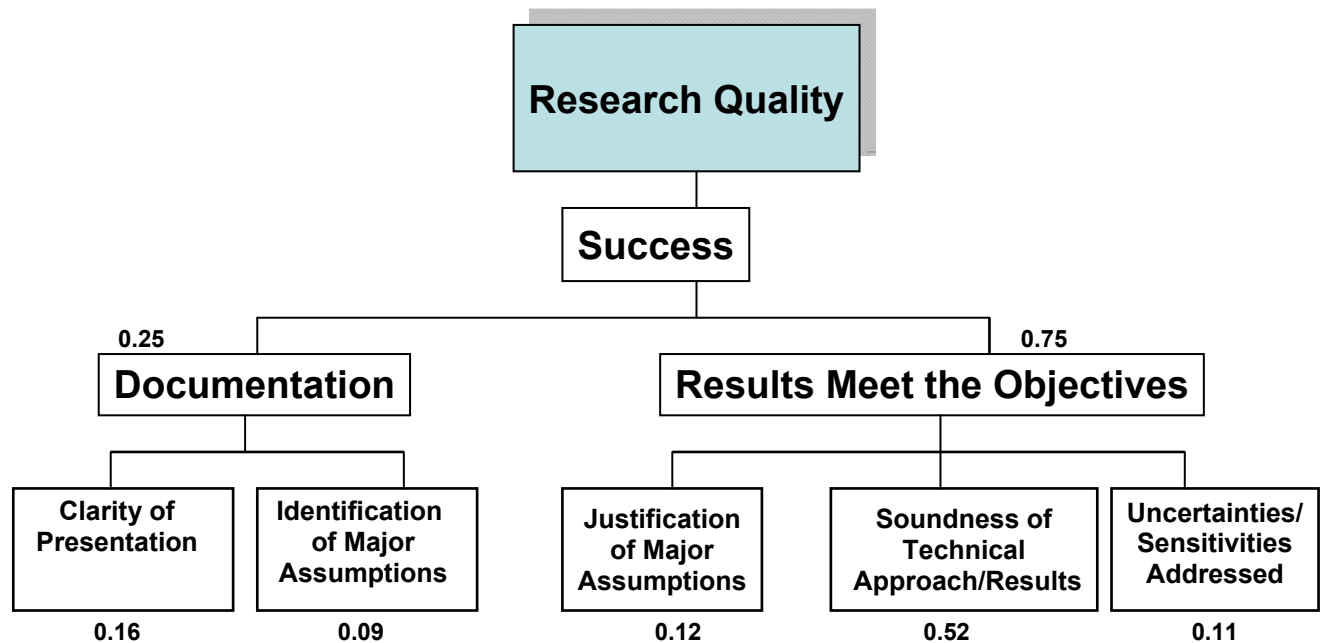 Research Quality
Success
0.25
0.75
Documentation
Results Meet the Objectives
Clarity of
Presentation
Identification
of Major
Assumptions
Justification
of Major
Assumptions
Soundness of
Technical
Approach/Results
Uncertainties/
Sensitivities
Addressed
0.16
0.09
0.12
0.52
0.11